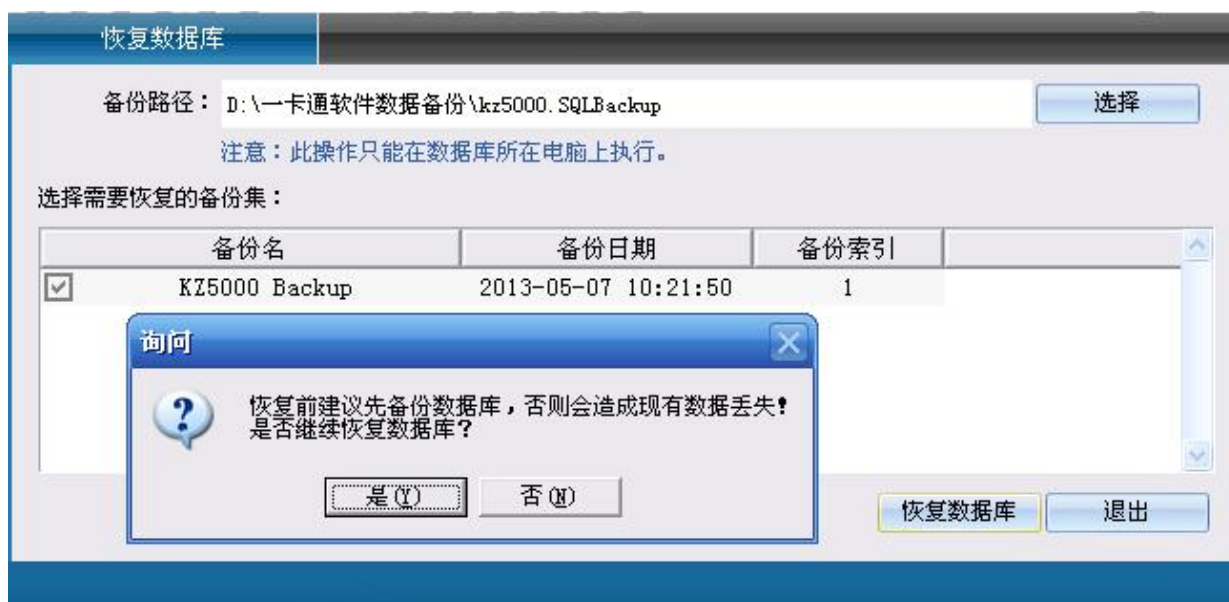 恢复数据库
备份路径： D:\一卡通软件数据备份\kz5000.SQLBackup 选择
注意：此操作只能在数据库所在电脑上执行。
选择需要恢复的备份集：
备份名 备份日期 备份索引
KZ5000 Backup 2013-05-07 10:21:50 1
询问
恢复前建议先备份数据库，否则会造成现有数据丢失！
是否继续恢复数据库？
是(Y) 否(N)
恢复数据库 退出